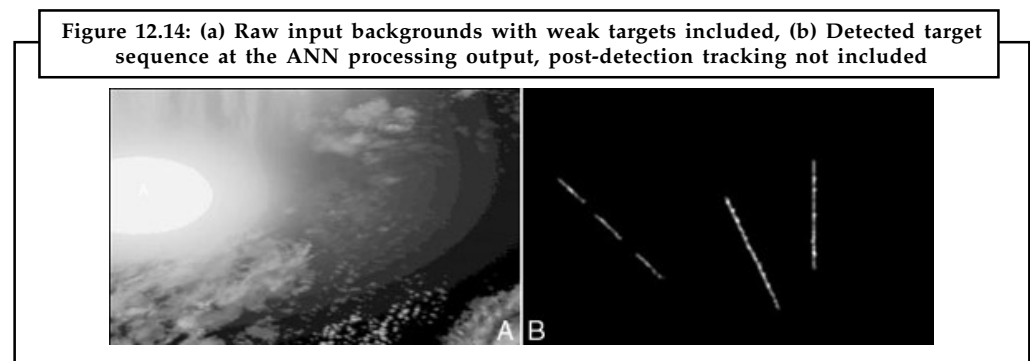 Figure 12.14: (a) Raw input backgrounds with weak targets included, (b) Detected target
sequence at the ANN processing output, post-detection tracking not included
A
A B